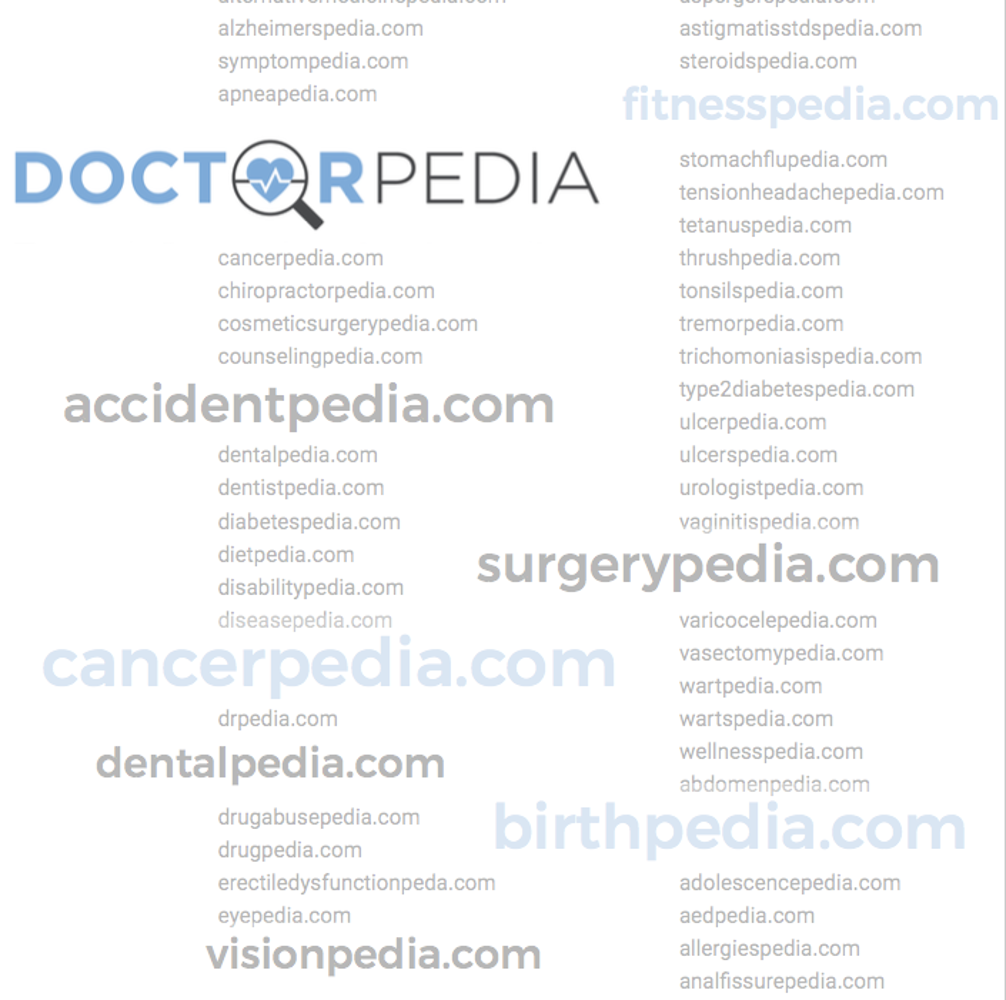 alternativemedicinepedia.com
alzheimerspedia.com
symptompedia.com
apneapedia.com
DOCTORPEDIA
cancerpedia.com
chiropractorpedia.com
cosmeticsurgerypedia.com
counselingpedia.com
accidentpedia.com
dentalpedia.com
dentistpedia.com
diabetespedia.com
dietpedia.com
disabilitypedia.com
diseasepedia.com
cancerpedia.com
drpedia.com
dentalpedia.com
drugabusepedia.com
drugpedia.com
erectiledysfunctionpeda.com
eyepedia.com
visionpedia.com
aspergerspedia.com
astigmatisstdspedia.com
steroidspedia.com
fitnesspedia.com
stomachflupedia.com
tensionheadachepedia.com
tetanuspedia.com
thrushpedia.com
tonsilspedia.com
tremorpedia.com
trichomoniasispedia.com
type2diabetespedia.com
ulcerpedia.com
ulcerspedia.com
urologistpedia.com
vaginitispedia.com
surgerypedia.com
varicocelepedia.com
vasectomypedia.com
wartpedia.com
wartspedia.com
wellnesspedia.com
abdomenpedia.com
birthpedia.com
adolescencepedia.com
aedpedia.com
allergiespedia.com
analfissurepedia.com